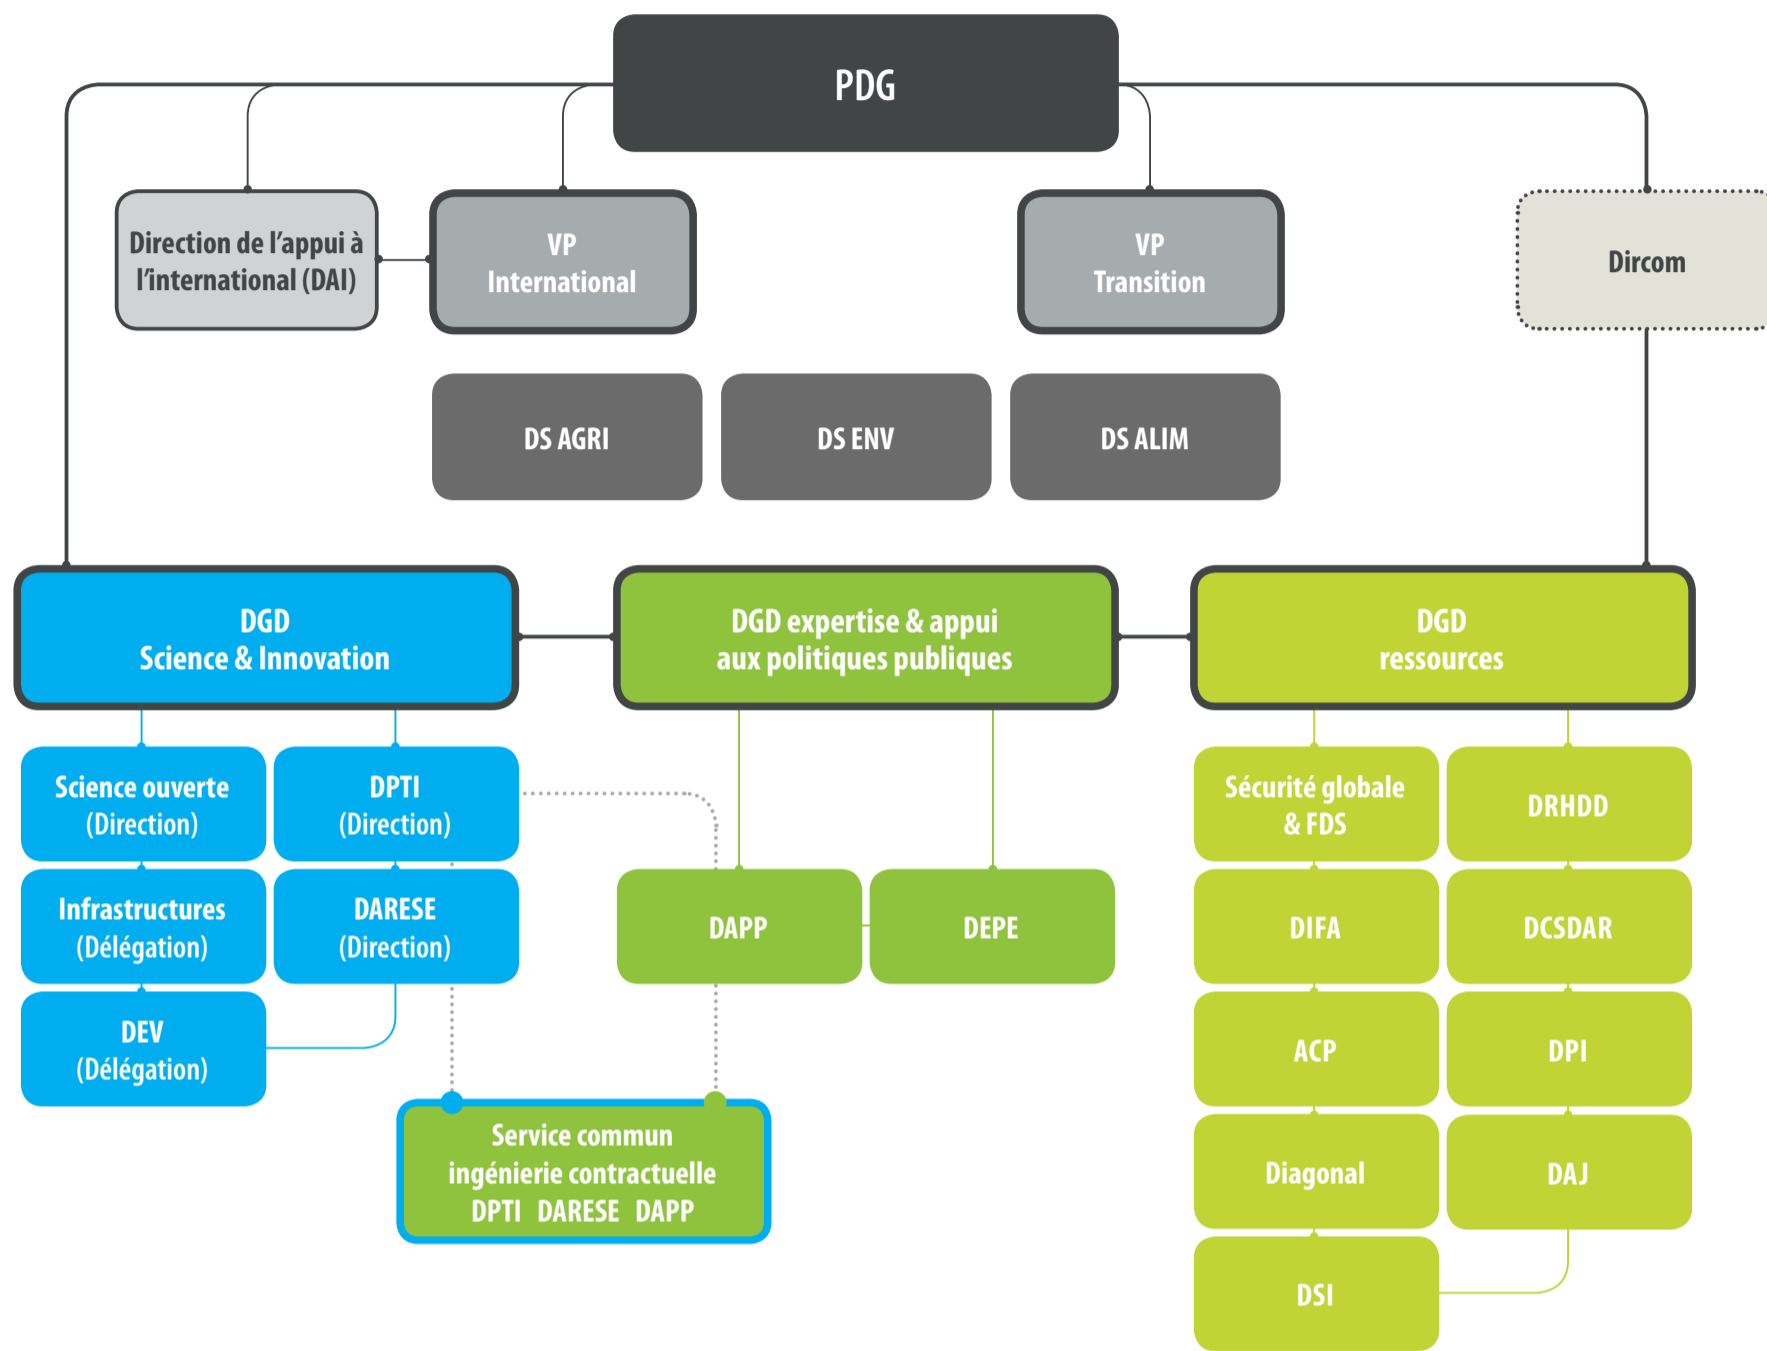 PDG
Direction de l’appui à
l’international (DAI)
VP
International
VP
Transition
Dircom
DS AGRI
DS ENV
DS ALIM
DGD
Science & Innovation
DGD expertise & appui
aux politiques publiques
DGD
ressources
Science ouverte
(Direction)
DPTI
(Direction)
Infrastructures
(Délégation)
DARESE
(Direction)
DEV
(Délégation)
DAPP
DEPE
Service commun
ingénierie contractuelle
DPTI DARESE DAPP
Sécurité globale
& FDS
DRHDD
DIFA
DCSDAR
ACP
DPI
Diagonal
DAJ
DSI